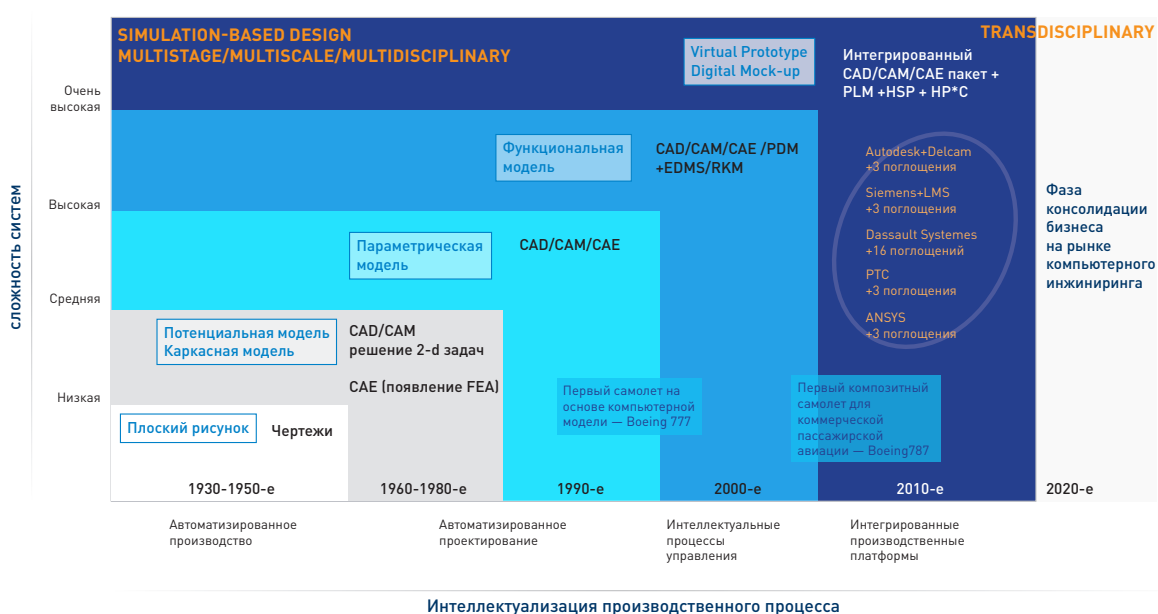 SIMULATION-BASED DESIGN
MULTISTAGE/MULTISCALE/MULTIDISCIPLINARY
TRANSDISCIPLINARY
Virtual Prototype
Digital Mock-up
Интегрированный
CAD/CAM/CAE пакет +
PLM +HSP + HP*C
Очень
высокая
Функциональная
модель
CAD/CAM/CAE /PDM
+EDMS/RKM
Autodesk+Delcam
+3 поглощения
Siemens+LMS
+3 поглощения
Dassault Systemes
+16 поглощений
PTC
+3 поглощения
ANSYS
+3 поглощения
Фаза
консолидации
бизнеса
на рынке
компьютерного
инжиниринга
сложность систем
Высокая
Параметрическая
модель
CAD/CAM/CAE
Средняя
Потенциальная модель
Каркасная модель
CAD/CAM
решение 2-d задач
CAE (появление FEA)
Низкая
Первый самолет на
основе компьютерной
модели — Boeing 777
Первый композитный
самолет для
коммерческой
пассажирской
авиации — Boeing787
Плоский рисунок
Чертежи
1930-1950-е
1960-1980-е
1990-е
2000-е
2010-е
2020-е
Автоматизированное
производство
Автоматизированное
проектирование
Интеллектуальные
процессы
управления
Интегрированные
производственные
платформы
Интеллектуализация производственного процесса